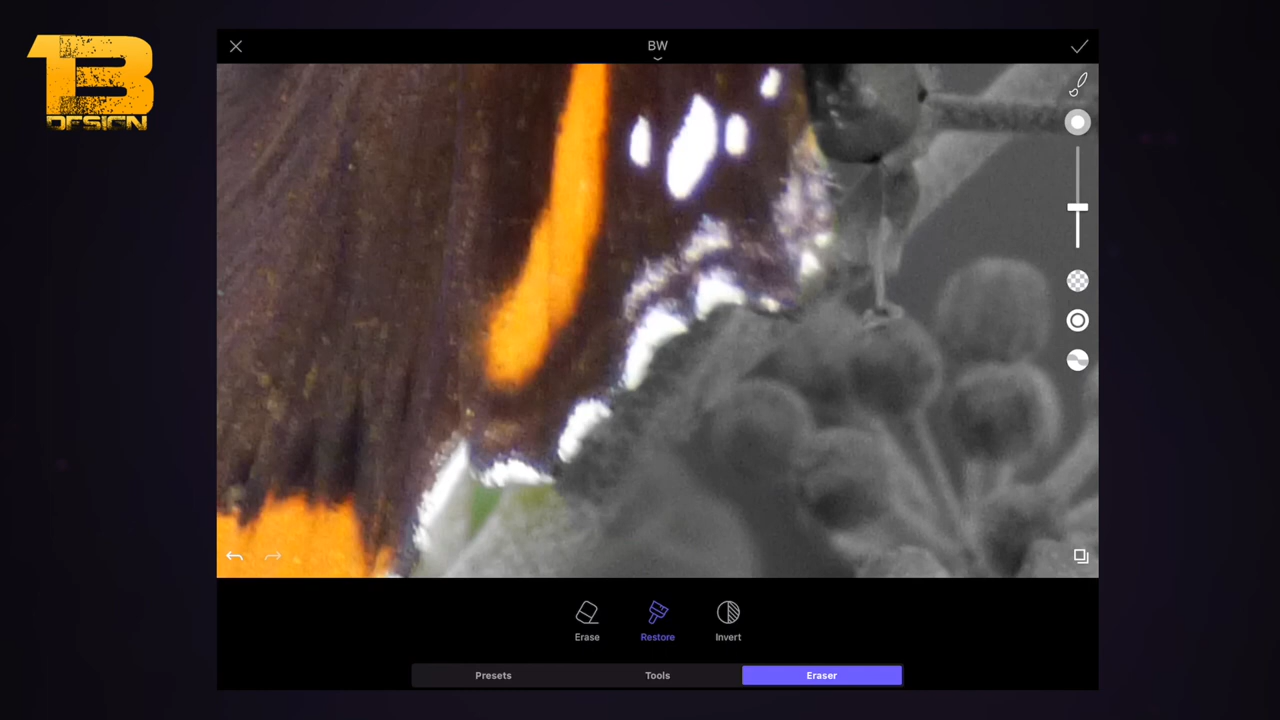 13
DESIGN
BW
Erase
Restore
Invert
Presets
Tools
Eraser